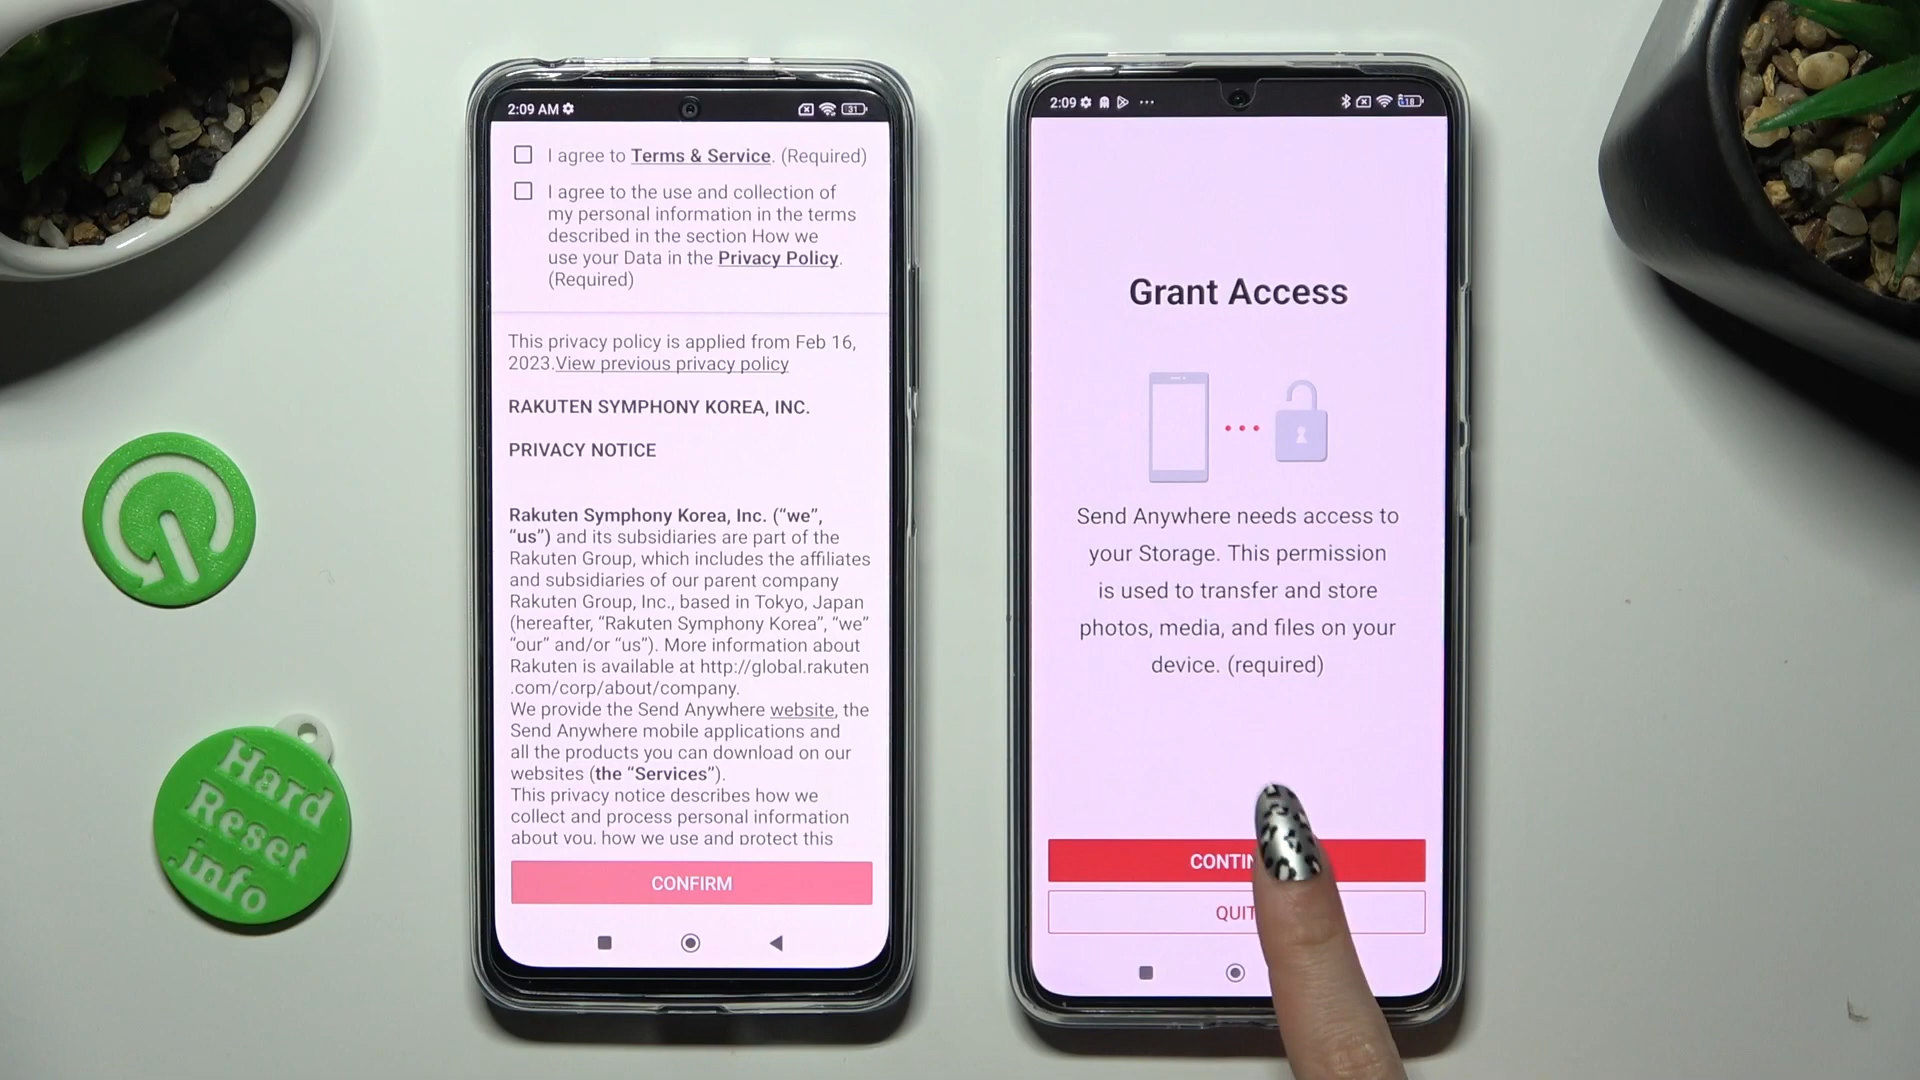 2:09 AM
31
I agree to Terms & Service. (Required)
I agree to the use and collection of
my personal information in the terms
described in the section How we
use your Data in the Privacy Policy.
(Required)
This privacy policy is applied from Feb 16,
2023.View previous privacy policy
RAKUTEN SYMPHONY KOREA, INC.
PRIVACY NOTICE
Rakuten Symphony Korea, Inc. (“we”,
“us”) and its subsidiaries are part of the
Rakuten Group, which includes the affiliates
and subsidiaries of our parent company
Rakuten Group, Inc., based in Tokyo, Japan
(hereafter, “Rakuten Symphony Korea”, “we”
“our” and/or “us”). More information about
Rakuten is available at http://global.rakuten
.com/corp/about/company.
We provide the Send Anywhere website, the
Send Anywhere mobile applications and
all the products you can download on our
websites (the “Services”).
This privacy notice describes how we
collect and process personal information
about you, how we use and protect this
CONFIRM
2:09
18
Grant Access
Send Anywhere needs access to
your Storage. This permission
is used to transfer and store
photos, media, and files on your
device. (required)
CONTIN
QUIT
Hard
Reset
.info